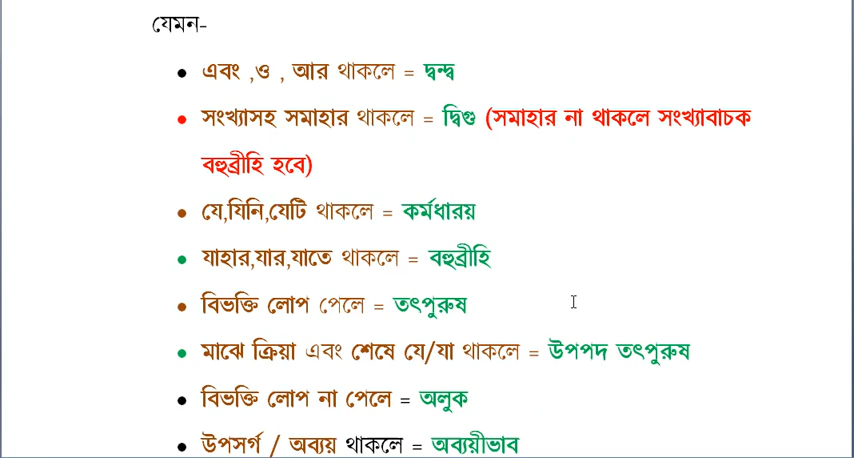 যেমন-
• এবং ,ও , আর থাকলে = দ্বন্দ্ব
• সংখ্যাসহ সমাহার থাকলে = দ্বিগু (সমাহার না থাকলে সংখ্যাবাচক
বহুব্রীহি হবে)
• যে,যিনি,যেটি থাকলে = কর্মধারয়
• যাহার,যার,যাতে থাকলে = বহুব্রীহি
• বিভক্তি লোপ পেলে = তৎপুরুষ
• মাঝে ক্রিয়া এবং শেষে যে/যা থাকলে = উপপদ তৎপুরুষ
• বিভক্তি লোপ না পেলে = অলুক
• উপসর্গ / অব্যয় থাকলে = অব্যয়ীভাব